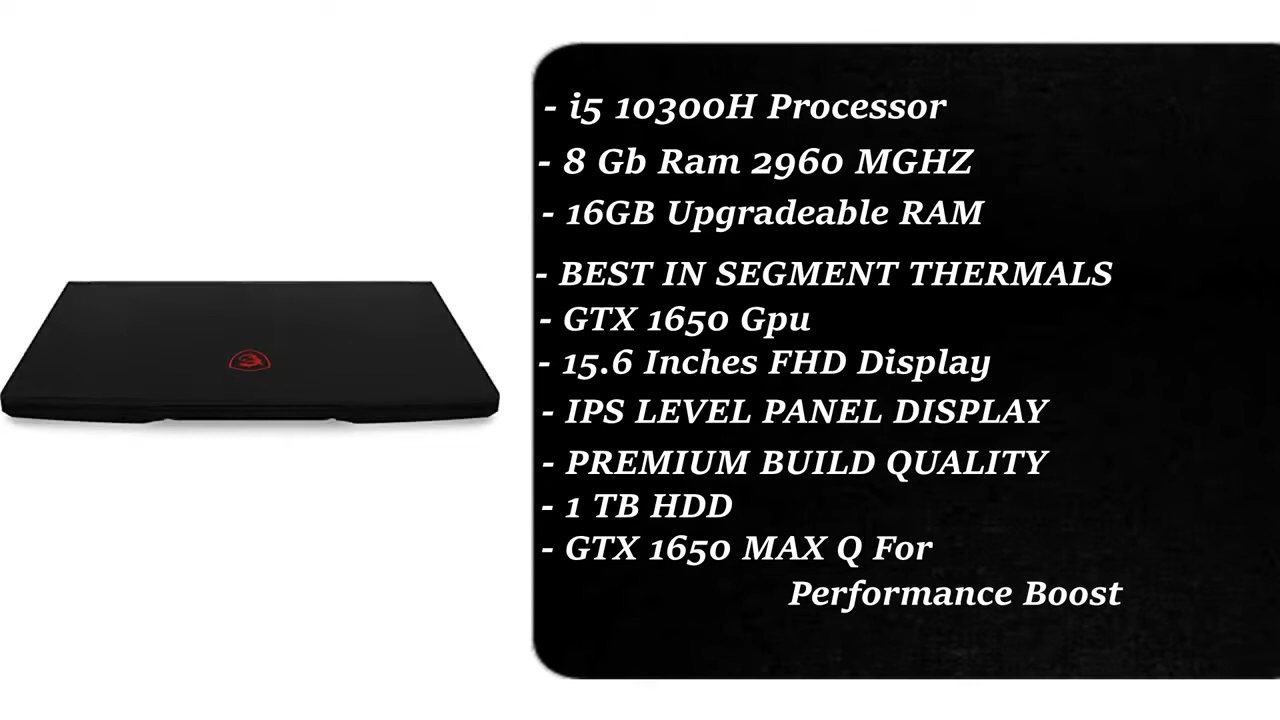 - i5 10300H Processor
- 8 Gb Ram 2960 MGHZ
- 16GB Upgradeable RAM
- BEST IN SEGMENT THERMALS
- GTX 1650 Gpu
- 15.6 Inches FHD Display
- IPS LEVEL PANEL DISPLAY
- PREMIUM BUILD QUALITY
- 1 TB HDD
- GTX 1650 MAX Q For
Performance Boost